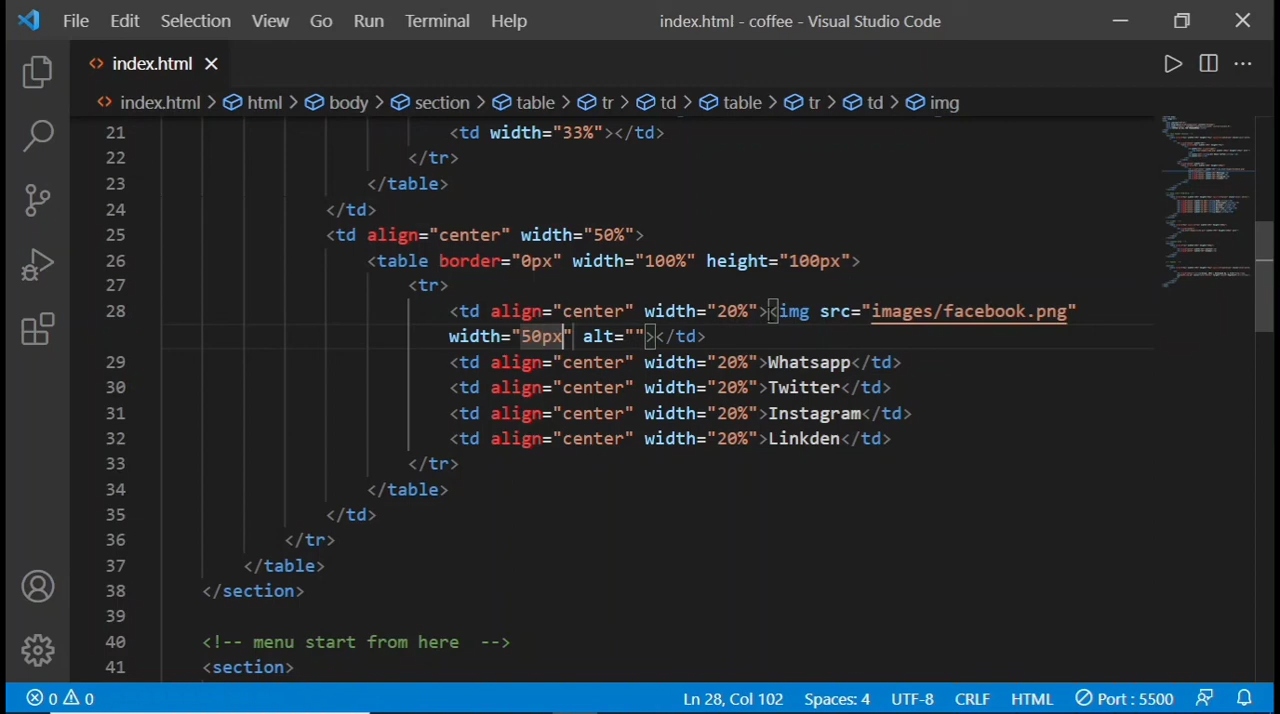 File Edit Selection View Go Run Terminal Help index.html - coffee - Visual Studio Code
index.html
index.html > html > body > section > table > tr > td > table > tr > td > img
21 <td width="33%"></td>
22 </tr>
23 </table>
24 </td>
25 <td align="center" width="50%">
26 <table border="0px" width="100%" height="100px">
27 <tr>
28 <td align="center" width="20%"><img src="images/facebook.png"
width="50px" alt=""></td>
29 <td align="center" width="20%">Whatsapp</td>
30 <td align="center" width="20%">Twitter</td>
31 <td align="center" width="20%">Instagram</td>
32 <td align="center" width="20%">Linkden</td>
33 </tr>
34 </table>
35 </td>
36 </tr>
37 </table>
38 </section>
39
40 <!-- menu start from here  -->
41 <section>
0 0 Ln 28, Col 102 Spaces: 4 UTF-8 CRLF HTML Port : 5500